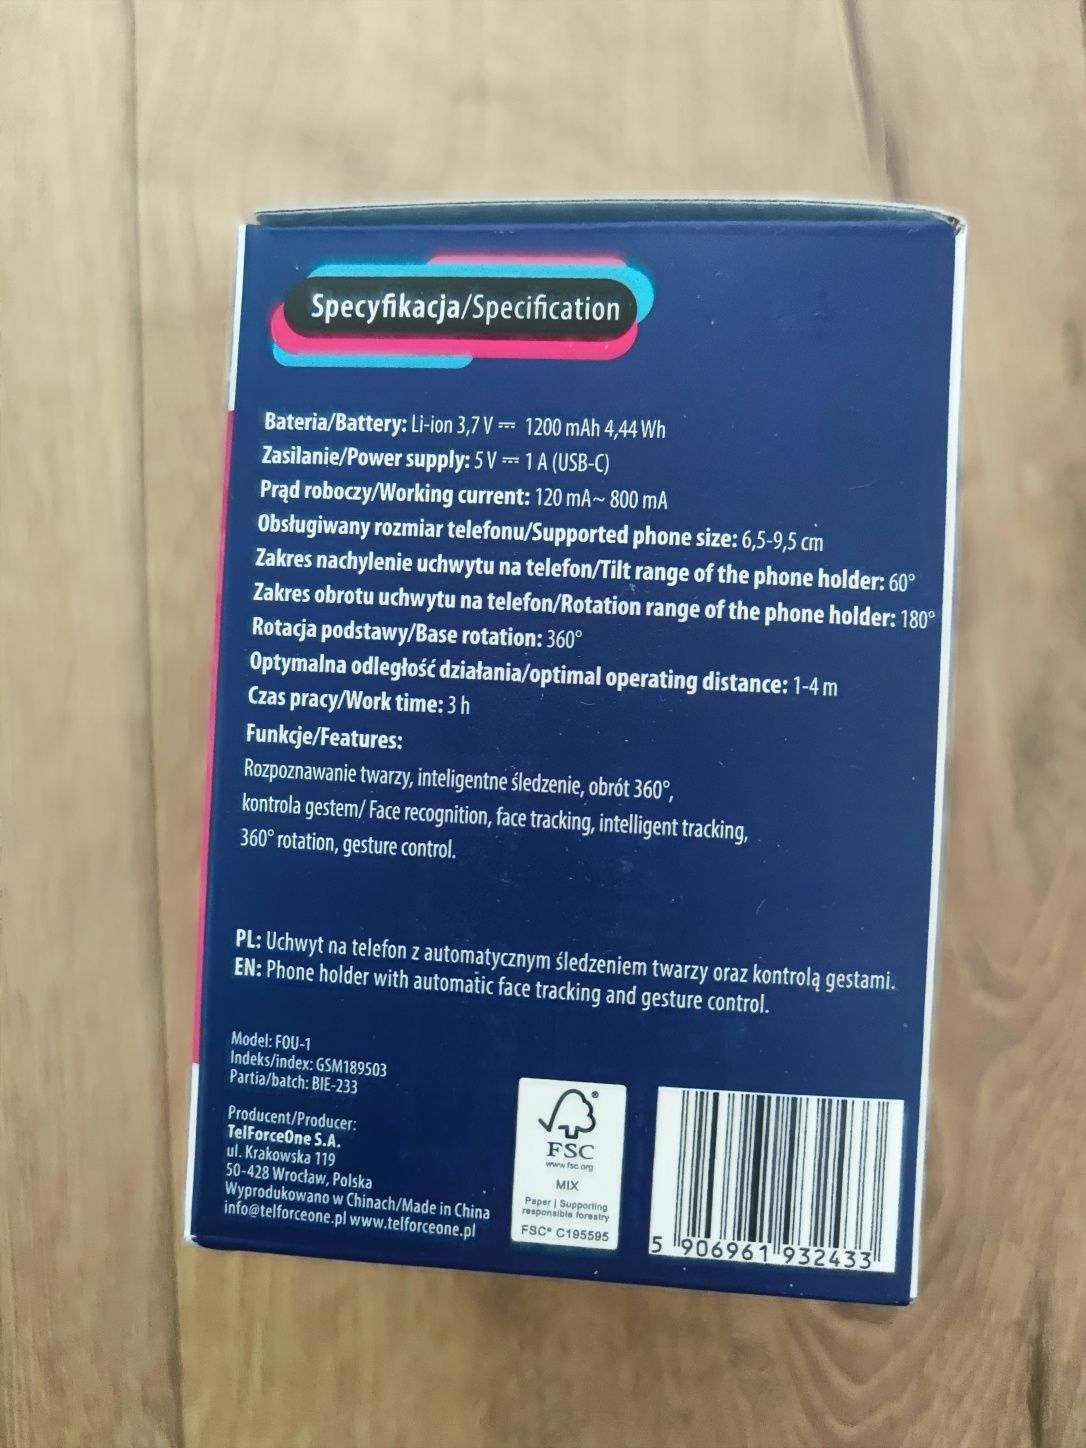 Specyfikacja/Specification
Bateria/Battery: Li-ion 3,7 V ⎓ 1200 mAh 4,44 Wh
Zasilanie/Power supply: 5 V ⎓ 1 A (USB-C)
Prąd roboczy/Working current: 120 mA~ 800 mA
Obsługiwany rozmiar telefonu/Supported phone size: 6,5-9,5 cm
Zakres nachylenie uchwytu na telefon/Tilt range of the phone holder: 60°
Zakres obrotu uchwytu na telefon/Rotation range of the phone holder: 180°
Rotacja podstawy/Base rotation: 360°
Optymalna odległość działania/optimal operating distance: 1-4 m
Czas pracy/Work time: 3 h
Funkcje/Features:
Rozpoznawanie twarzy, inteligentne śledzenie, obrót 360°,
kontrola gestem/ Face recognition, face tracking, intelligent tracking,
360° rotation, gesture control.
PL: Uchwyt na telefon z automatycznym śledzeniem twarzy oraz kontrolą gestami.
EN: Phone holder with automatic face tracking and gesture control.
Model: FOU-1
Indeks/index: GSM189503
Partia/batch: BIE-233
Producent/Producer:
TelForceOne S.A.
ul. Krakowska 119
50-428 Wrocław, Polska
Wyprodukowano w Chinach/Made in China
info@telforceone.pl www.telforceone.pl
®
FSC
www.fsc.org
MIX
Paper | Supporting
responsible forestry
FSC® C195595
5 906961 932433